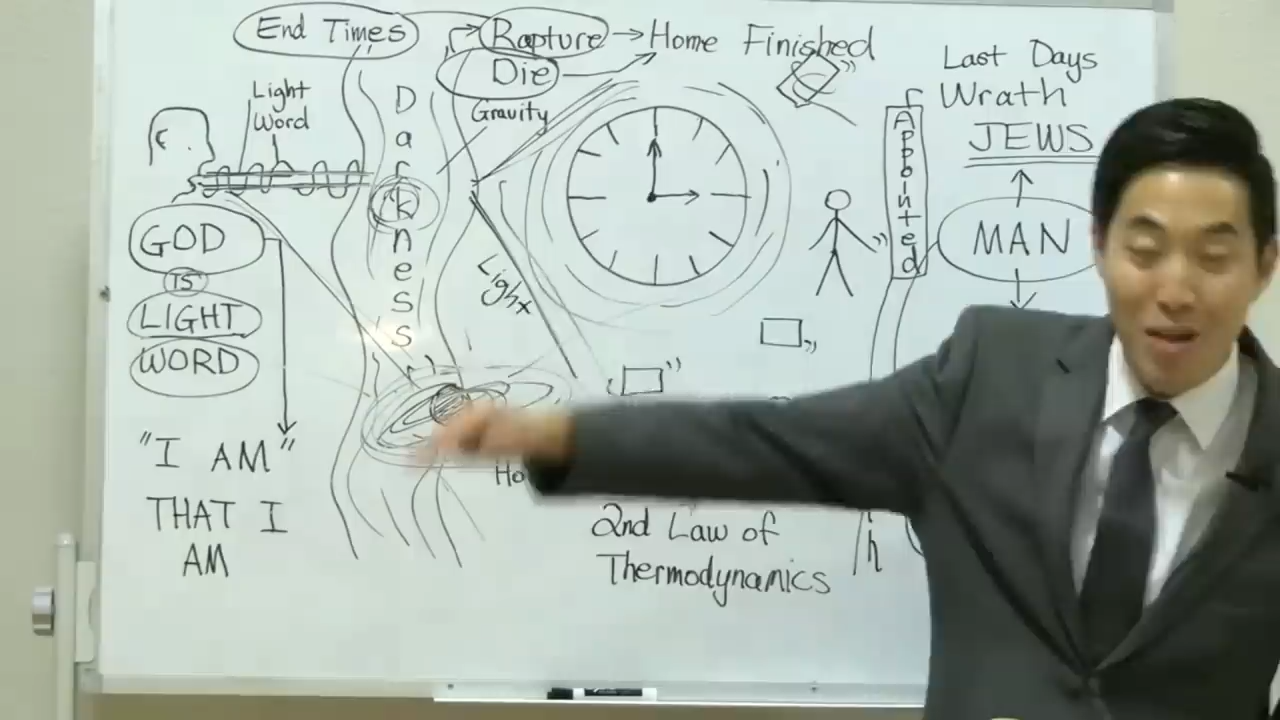 End Times
Rapture
Home Finished
Die
Gravity
Light
Word
Darkness
Last Days
Wrath
JEWS
Appointed
MAN
GOD
IS
LIGHT
WORD
Light
"I AM"
THAT I
AM
2nd Law of
Thermodynamics